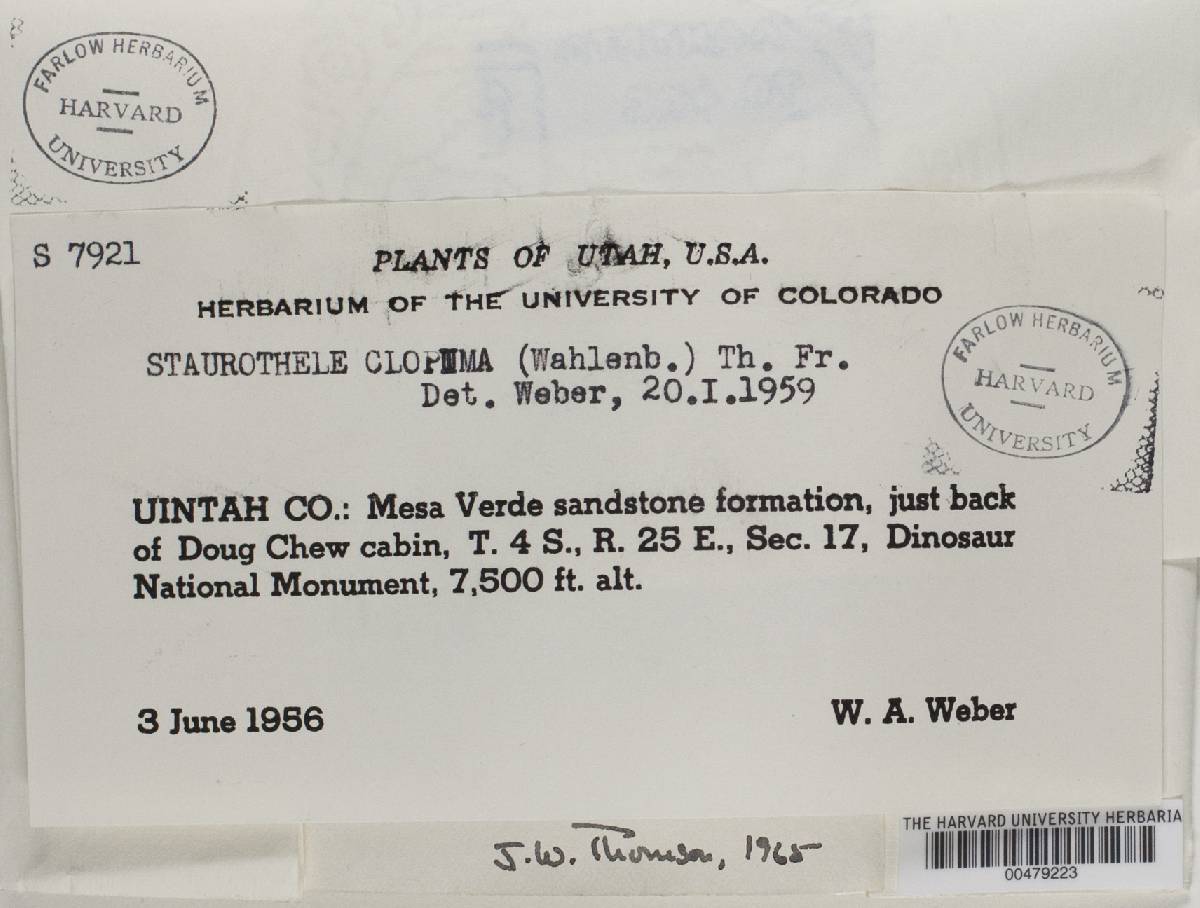 FARLOW HERBARIUM
HARVARD
UNIVERSITY
S 7921
PLANTS OF UTAH, U.S.A.
HERBARIUM OF THE UNIVERSITY OF COLORADO
STAUROTHELE CLOPIMA (Wahlenb.) Th. Fr.
Det. Weber, 20.I.1959
FARLOW HERBARIUM
HARVARD
UNIVERSITY
UINTAH CO.: Mesa Verde sandstone formation, just back
of Doug Chew cabin, T. 4 S., R. 25 E., Sec. 17, Dinosaur
National Monument, 7,500 ft. alt.
3 June 1956
W. A. Weber
J.W. Thomson, 1965
THE HARVARD UNIVERSITY HERBARIA
00479223